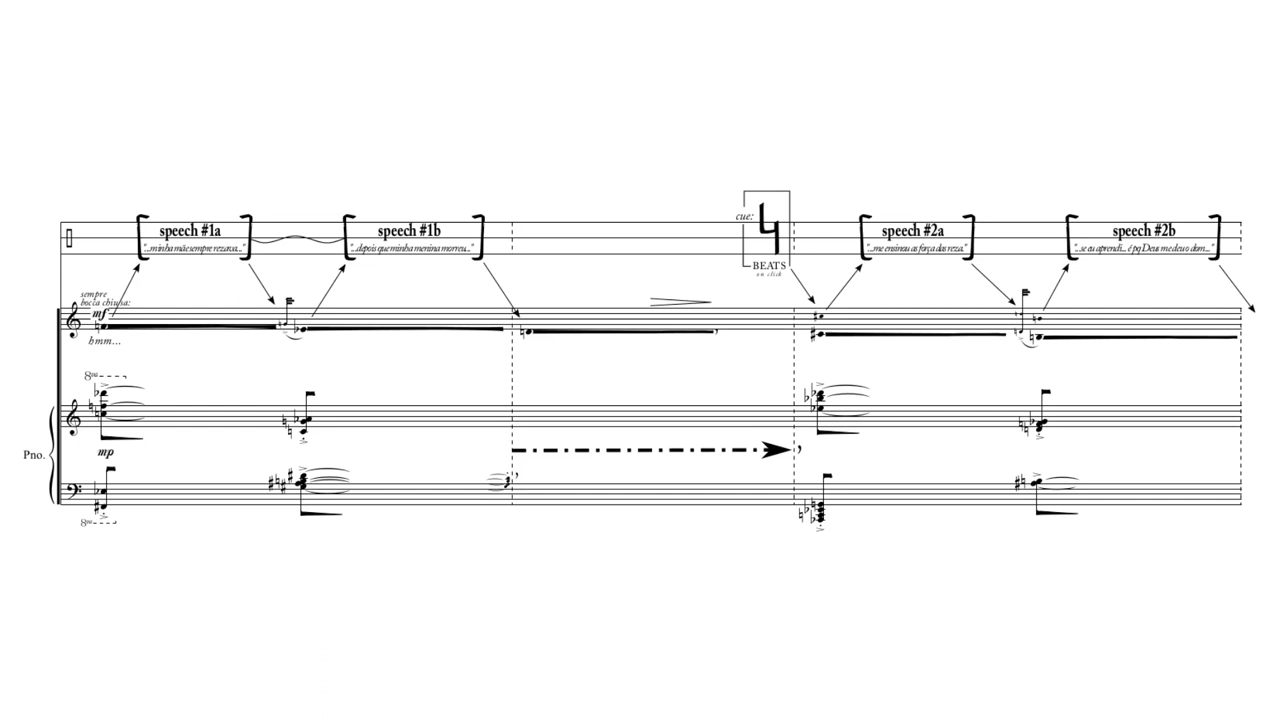 speech #1a
"...minha mãe sempre rezava..."
speech #1b
"...depois que minha menina morreu..."
cue:
4
BEATS
on click
speech #2a
"...me ensinou as força das reza."
speech #2b
"...se eu aprendi... é pq Deus me deu o dom..."
sempre
bocca chiusa:
mf
hmm...
8va
Pno.
mp
8va